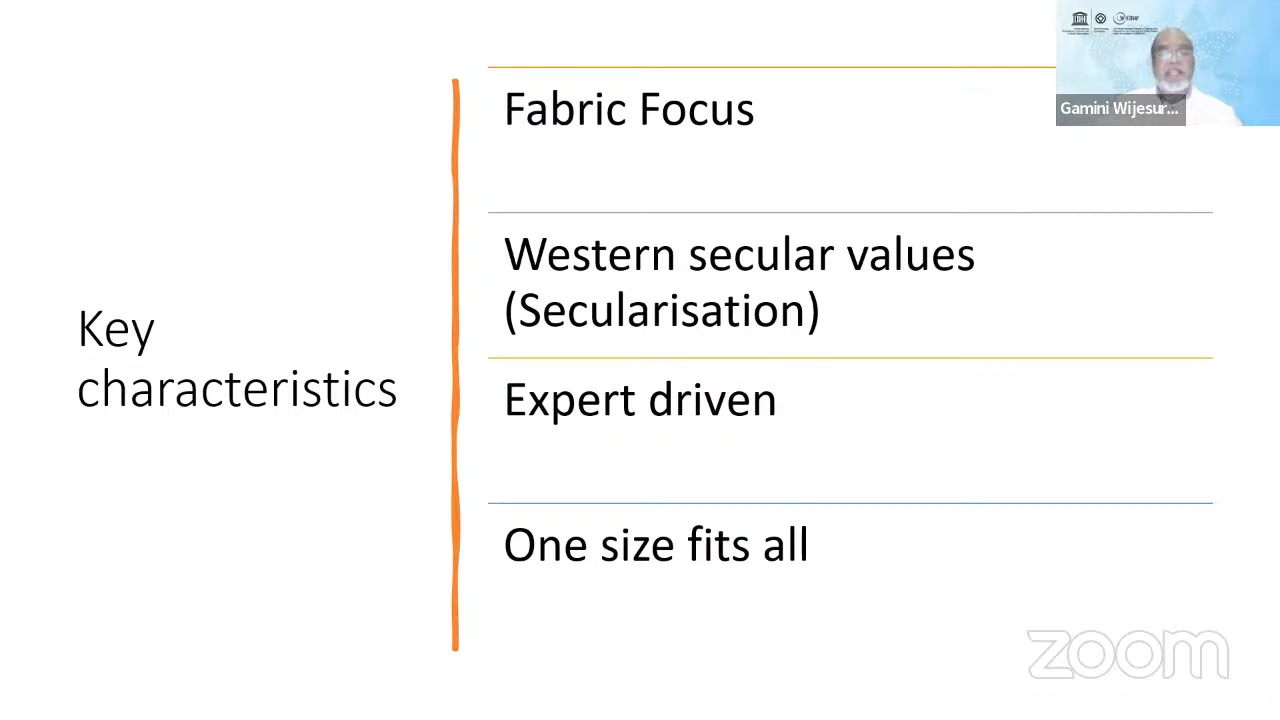 Key
characteristics
Fabric Focus
Western secular values
(Secularisation)
Expert driven
One size fits all
Gamini Wijesur...
zoom